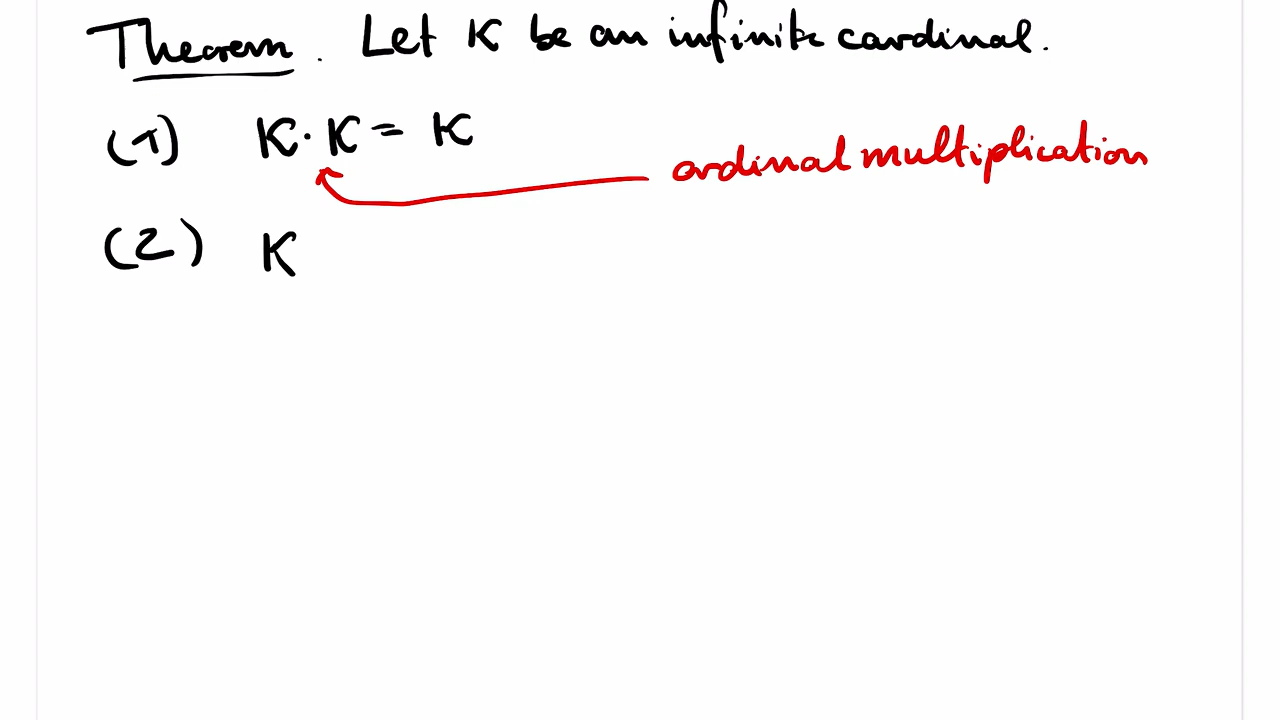 Theorem. Let κ be an infinite cardinal.
(1) κ · κ = κ
ordinal multiplication
(2) κ